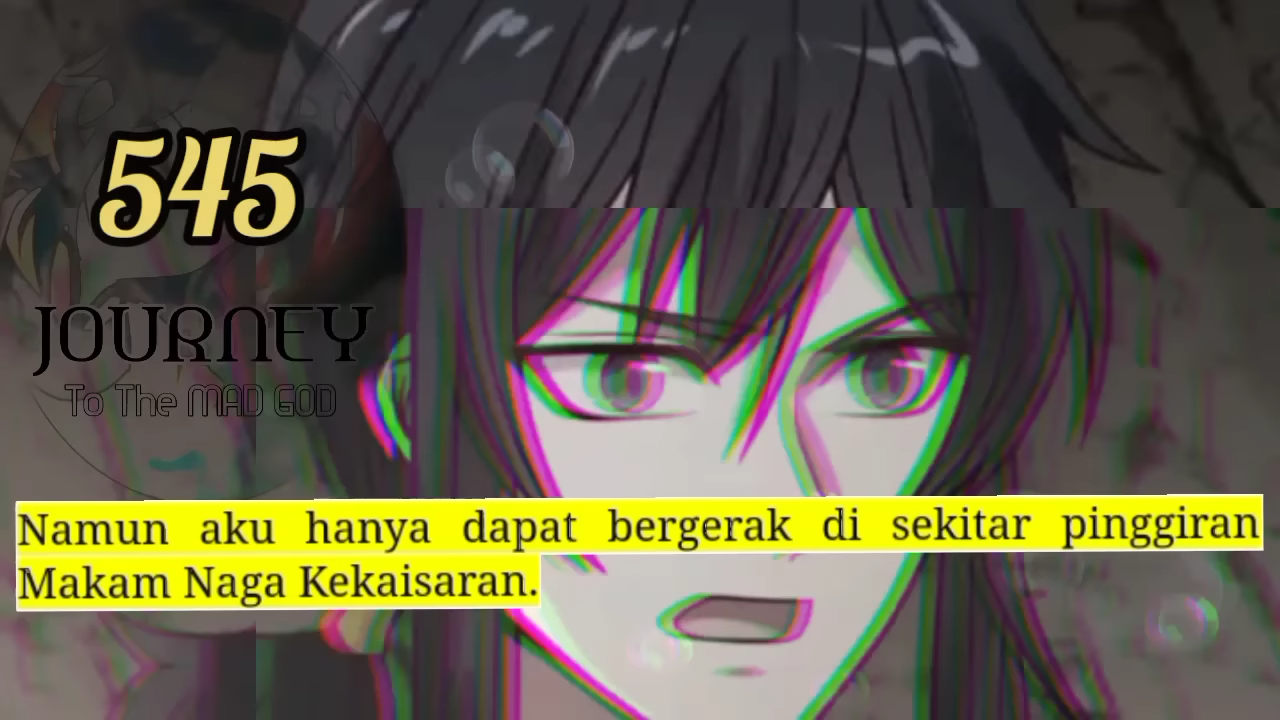 545
JOURNEY
To The MAD GOD
Namun aku hanya dapat bergerak di sekitar pinggiran
Makam Naga Kekaisaran.